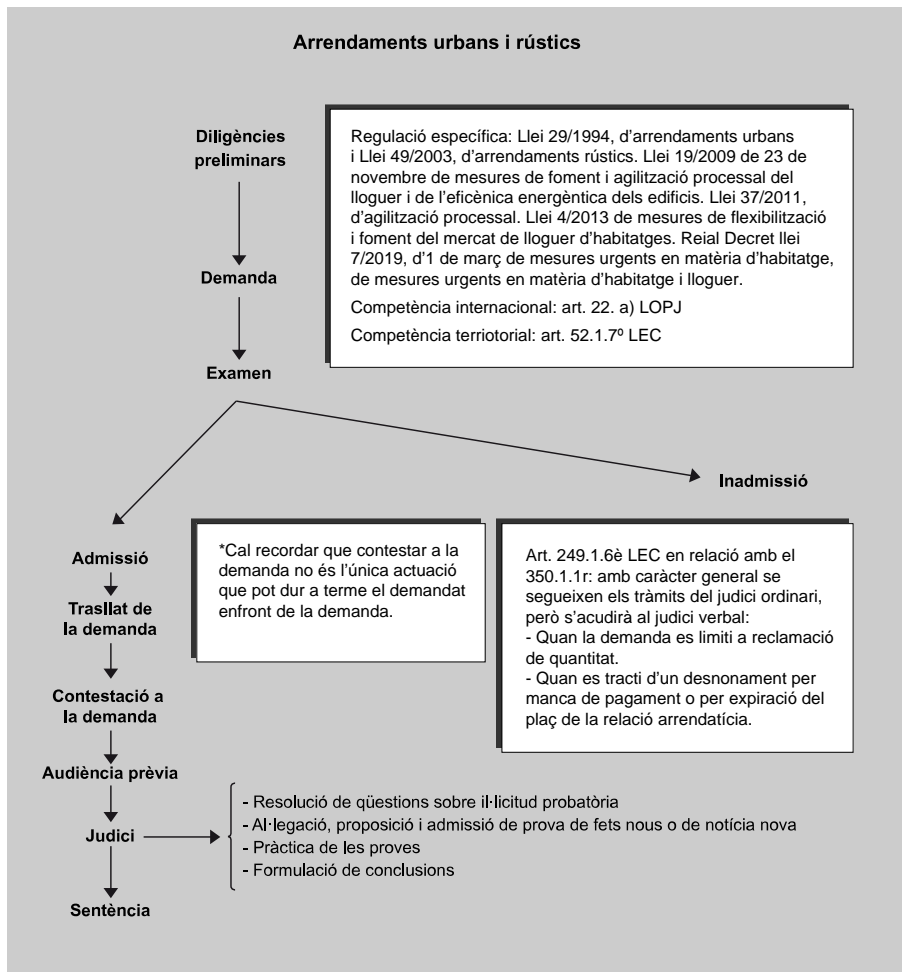 Arrendaments urbans i rústics
Diligències
preliminars
Regulació específica: Llei 29/1994, d'arrendaments urbans
i Llei 49/2003, d'arrendaments rústics. Llei 19/2009 de 23 de
novembre de mesures de foment i agilització processal del
lloguer i de l'eficènica energèntica dels edificis. Llei 37/2011,
d'agilització processal. Llei 4/2013 de mesures de flexibilització
i foment del mercat de lloguer d'habitatges. Reial Decret llei
7/2019, d'1 de març de mesures urgents en matèria d'habitatge,
de mesures urgents en matèria d'habitatge i lloguer.
Competència internacional: art. 22. a) LOPJ
Competència terriotorial: art. 52.1.7º LEC
Demanda
Examen
Inadmissió
Admissió
Trasllat de
la demanda
Contestació a
la demanda
Audiència prèvia
Judici
Sentència
*Cal recordar que contestar a la
demanda no és l'única actuació
que pot dur a terme el demandat
enfront de la demanda.
Art. 249.1.6è LEC en relació amb el
350.1.1r: amb caràcter general se
segueixen els tràmits del judici ordinari,
però s'acudirà al judici verbal:
- Quan la demanda es limiti a reclamació
de quantitat.
- Quan es tracti d'un desnonament per
manca de pagament o per expiració del
plaç de la relació arrendatícia.
- Resolució de qüestions sobre il·licitud probatòria
- Al·legació, proposició i admissió de prova de fets nous o de notícia nova
- Pràctica de les proves
- Formulació de conclusions